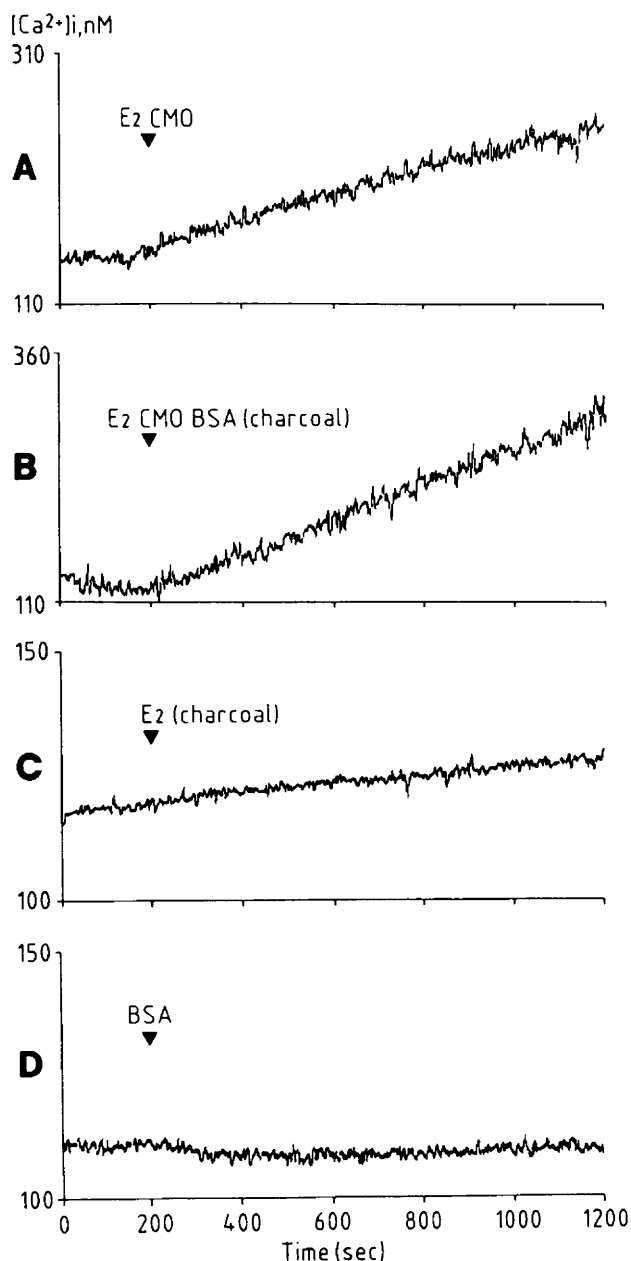 [Ca²⁺]i,nM
310
E2 CMO
A
110
360
E2 CMO BSA (charcoal)
B
110
150
E2 (charcoal)
C
100
150
BSA
D
100
0 200 400 600 800 1000 1200
Time (sec)